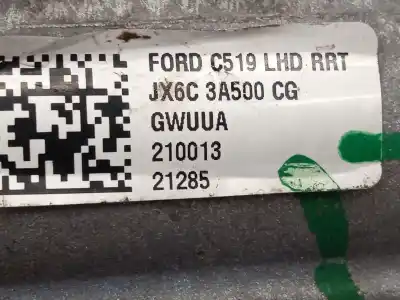 FORD C519 LHD RRT
JX6C 3A500 CG
GWUUA
210013
21285